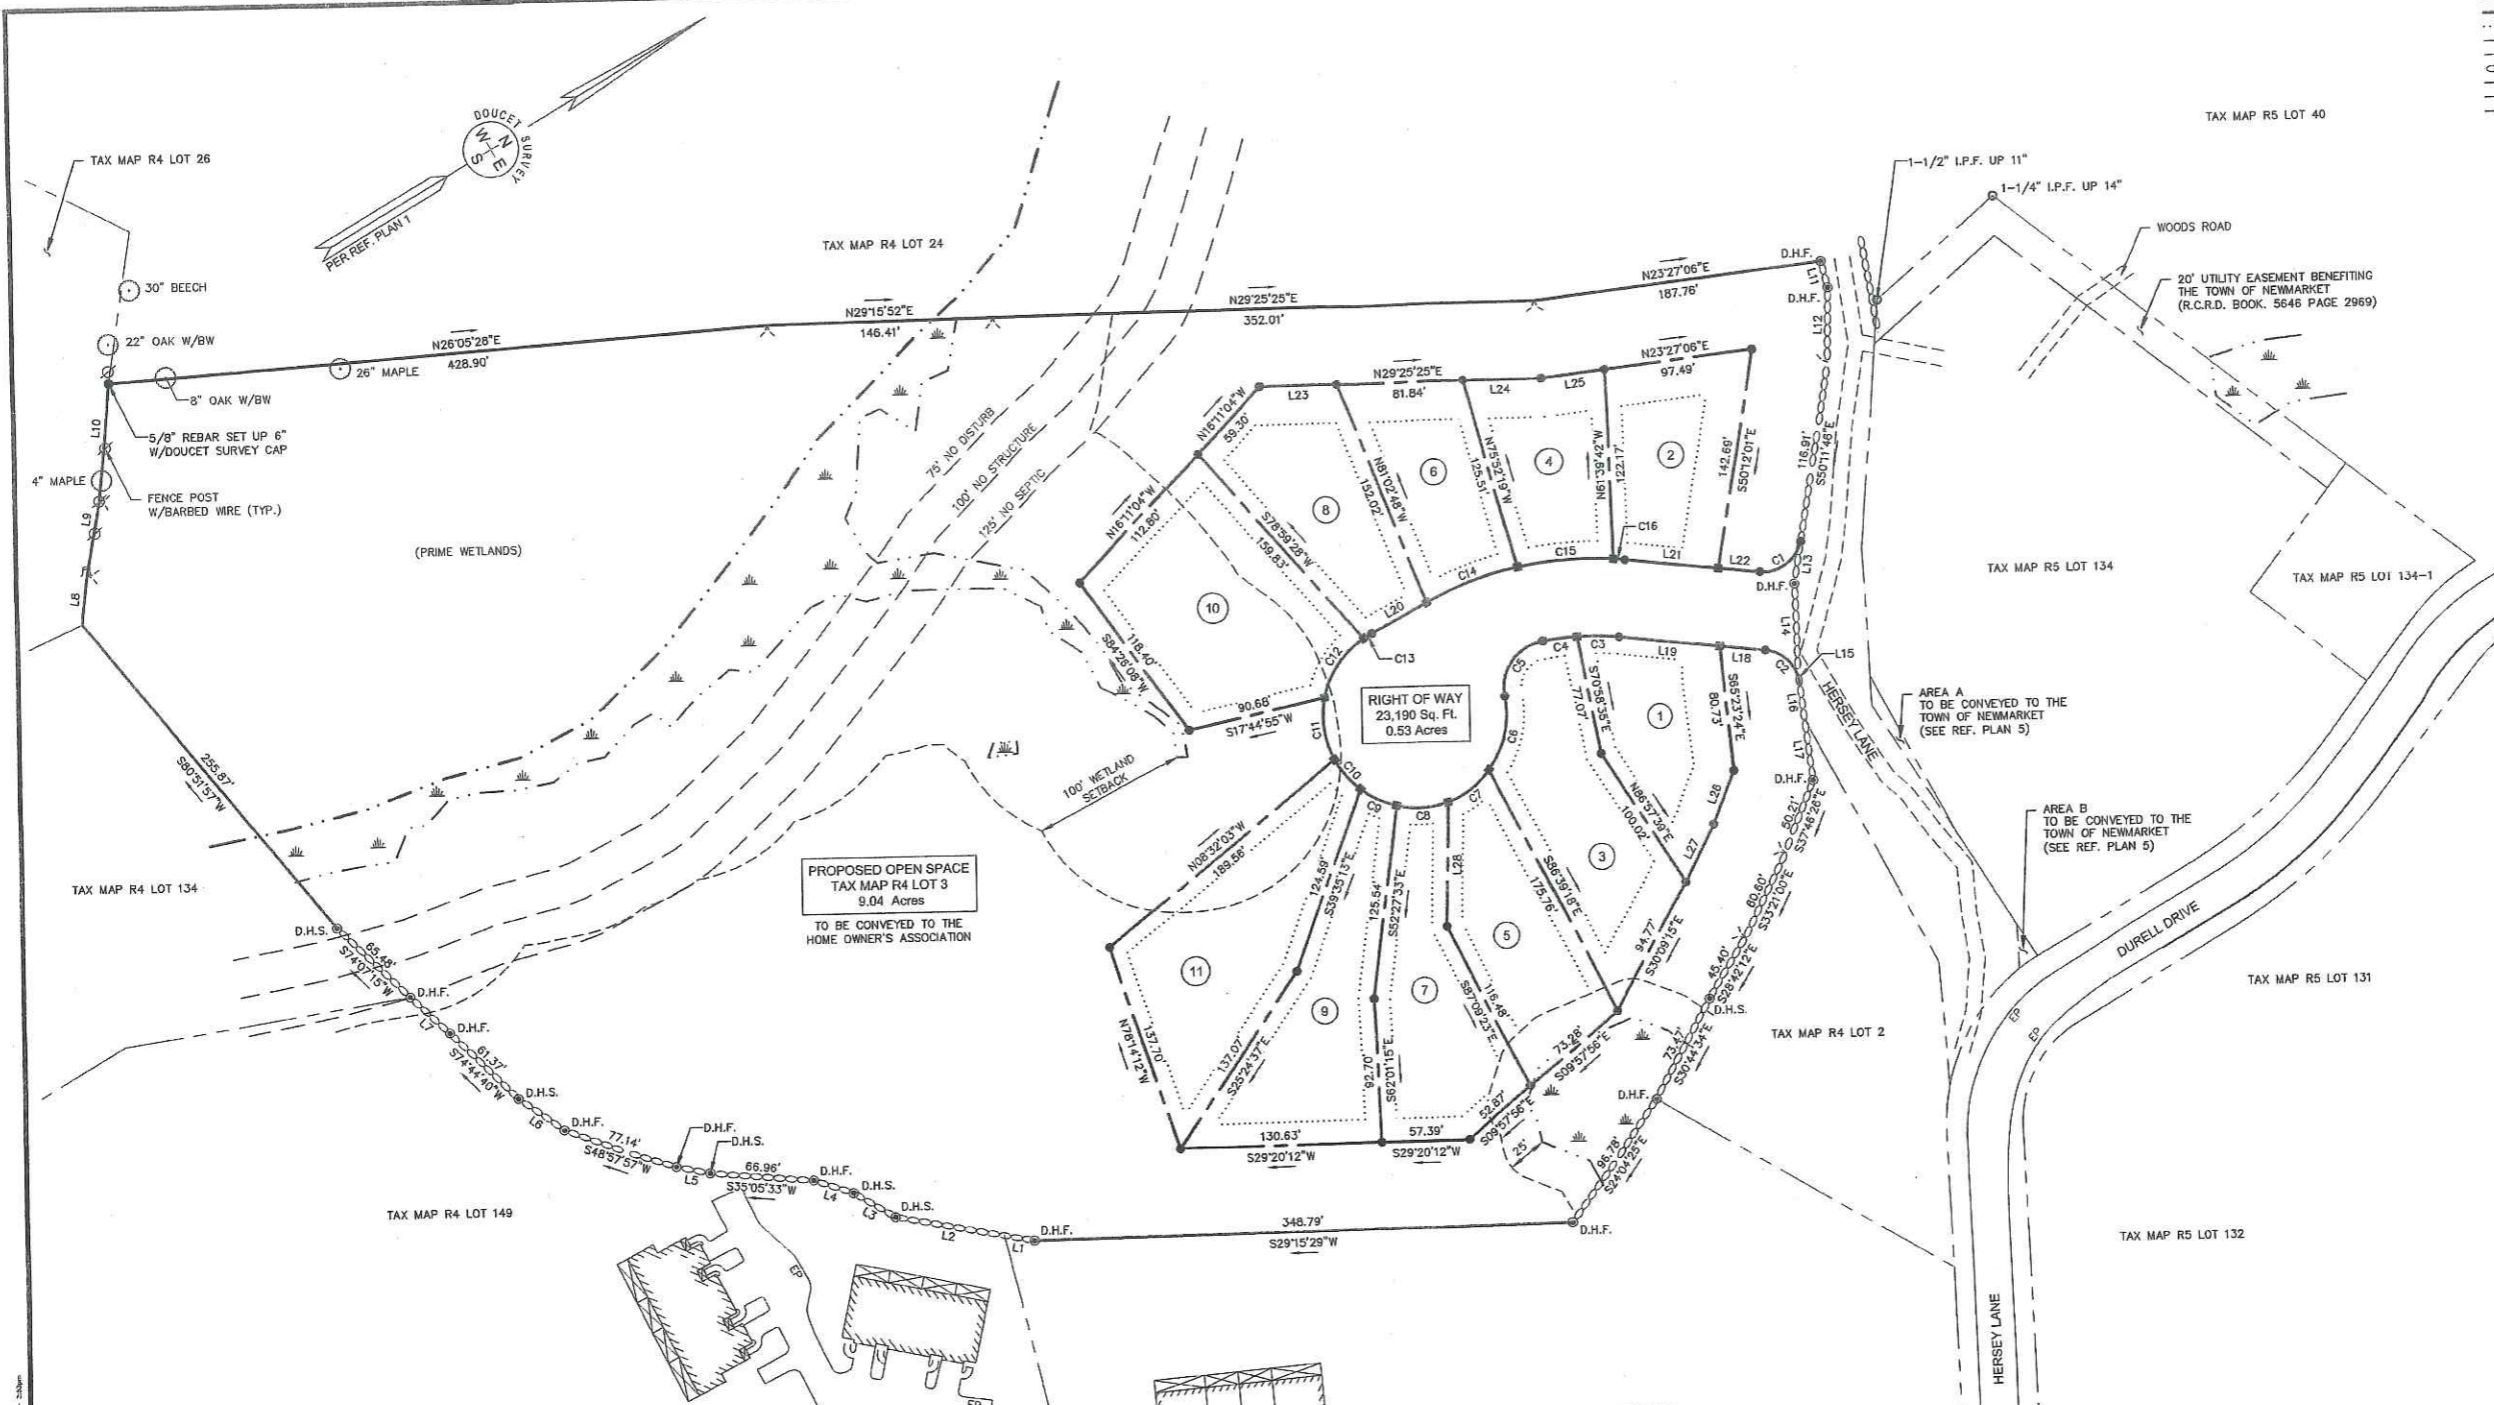 DOUCET SURVEY
N
E
S
W
PER REF. PLAN 1
TAX MAP R4 LOT 26
30" BEECH
22" OAK W/BW
8" OAK W/BW
26" MAPLE
5/8" REBAR SET UP 6"
W/DOUCET SURVEY CAP
4" MAPLE
FENCE POST
W/BARBED WIRE (TYP.)
L10
L9
L8
(PRIME WETLANDS)
TAX MAP R4 LOT 24
N26°05'28"E
428.90'
N29°15'52"E
146.41'
N29°25'25"E
352.01'
N23°27'06"E
187.76'
D.H.F.
L11
D.H.F.
L12
116.91'
S50°11'46"E
L13
D.H.F.
L14
L15
L16
L17
D.H.F.
1-1/2" I.P.F. UP 11"
1-1/4" I.P.F. UP 14"
TAX MAP R5 LOT 40
WOODS ROAD
20' UTILITY EASEMENT BENEFITING
THE TOWN OF NEWMARKET
(R.C.R.D. BOOK. 5646 PAGE 2969)
TAX MAP R5 LOT 134
TAX MAP R5 LOT 134-1
AREA A
TO BE CONVEYED TO THE
TOWN OF NEWMARKET
(SEE REF. PLAN 5)
AREA B
TO BE CONVEYED TO THE
TOWN OF NEWMARKET
(SEE REF. PLAN 5)
HERSEY LANE
DURELL DRIVE
EP
EP
TAX MAP R5 LOT 131
TAX MAP R4 LOT 2
TAX MAP R5 LOT 132
HERSEY LANE
75' NO DISTURB
100' NO STRUCTURE
125' NO SEPTIC
N16°11'04"W
59.30'
L23
N29°25'25"E
81.84'
L24
L25
N23°27'06"E
97.49'
N16°11'04"W
112.80'
S78°59'28"W
159.83'
N81°02'48"W
152.02'
N75°52'19"W
125.51'
N61°39'42"W
122.17'
142.69'
S50°12'01"E
10
8
6
4
2
C16
C15
C14
L20
C13
C12
L21
L22
C1
118.40'
S84°26'08"W
90.68'
S17°44'55"W
RIGHT OF WAY
23,190 Sq. Ft.
0.53 Acres
C11
C10
C9
C8
C7
C6
C5
C4
C3
L19
L18
C2
S70°58'35"E
77.07'
1
S65°23'24"E
80.73'
L26
L27
N86°57'39"E
100.02'
3
S86°39'18"E
175.76'
94.77'
S30°09'15"E
L28
5
S87°09'23"E
116.48'
73.28'
S09°57'56"E
52.87'
S09°57'56"E
7
125.54'
S52°27'33"E
92.70'
S62°01'15"E
57.39'
S29°20'12"W
9
124.59'
S39°35'13"E
137.07'
S25°24'37"E
130.63'
S29°20'12"W
11
N08°32'03"W
189.56'
N78°14'12"W
137.70'
100' WETLAND
SETBACK
PROPOSED OPEN SPACE
TAX MAP R4 LOT 3
9.04 Acres
TO BE CONVEYED TO THE
HOME OWNER'S ASSOCIATION
50.21'
S37°46'26"E
60.60'
S33°21'00"E
45.40'
S28°42'12"E
D.H.S.
73.47'
S30°44'34"E
D.H.F.
96.78'
S24°04'25"E
25'
D.H.F.
348.79'
S29°15'29"W
D.H.F.
L1
L2
D.H.S.
L3
D.H.S.
L4
D.H.F.
66.96'
S35°05'33"W
D.H.S.
L5
D.H.F.
77.14'
S48°57'57"W
D.H.F.
L6
D.H.S.
61.37'
S74°44'40"W
D.H.F.
L7
D.H.F.
65.48'
S74°07'15"W
D.H.S.
255.87'
S80°51'57"W
TAX MAP R4 LOT 134
TAX MAP R4 LOT 149
EP
EP